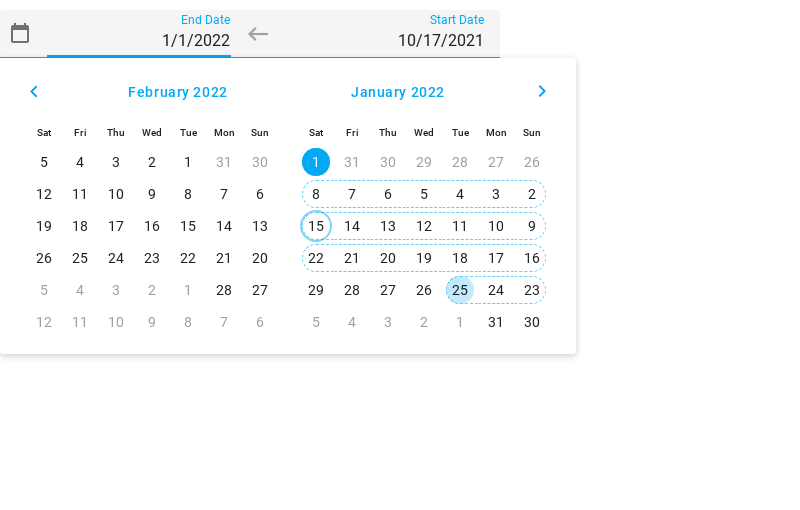 End Date
1/1/2022
Start Date
10/17/2021
February 2022
Sat Fri Thu Wed Tue Mon Sun
5 4 3 2 1 31 30
12 11 10 9 8 7 6
19 18 17 16 15 14 13
26 25 24 23 22 21 20
5 4 3 2 1 28 27
12 11 10 9 8 7 6
January 2022
Sat Fri Thu Wed Tue Mon Sun
1 31 30 29 28 27 26
8 7 6 5 4 3 2
15 14 13 12 11 10 9
22 21 20 19 18 17 16
29 28 27 26 25 24 23
5 4 3 2 1 31 30